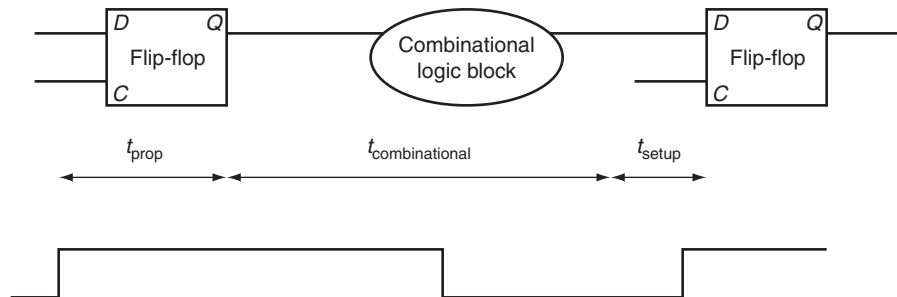 D Q
Flip-flop
C
Combinational
logic block
D Q
Flip-flop
C
t_prop
t_combinational
t_setup